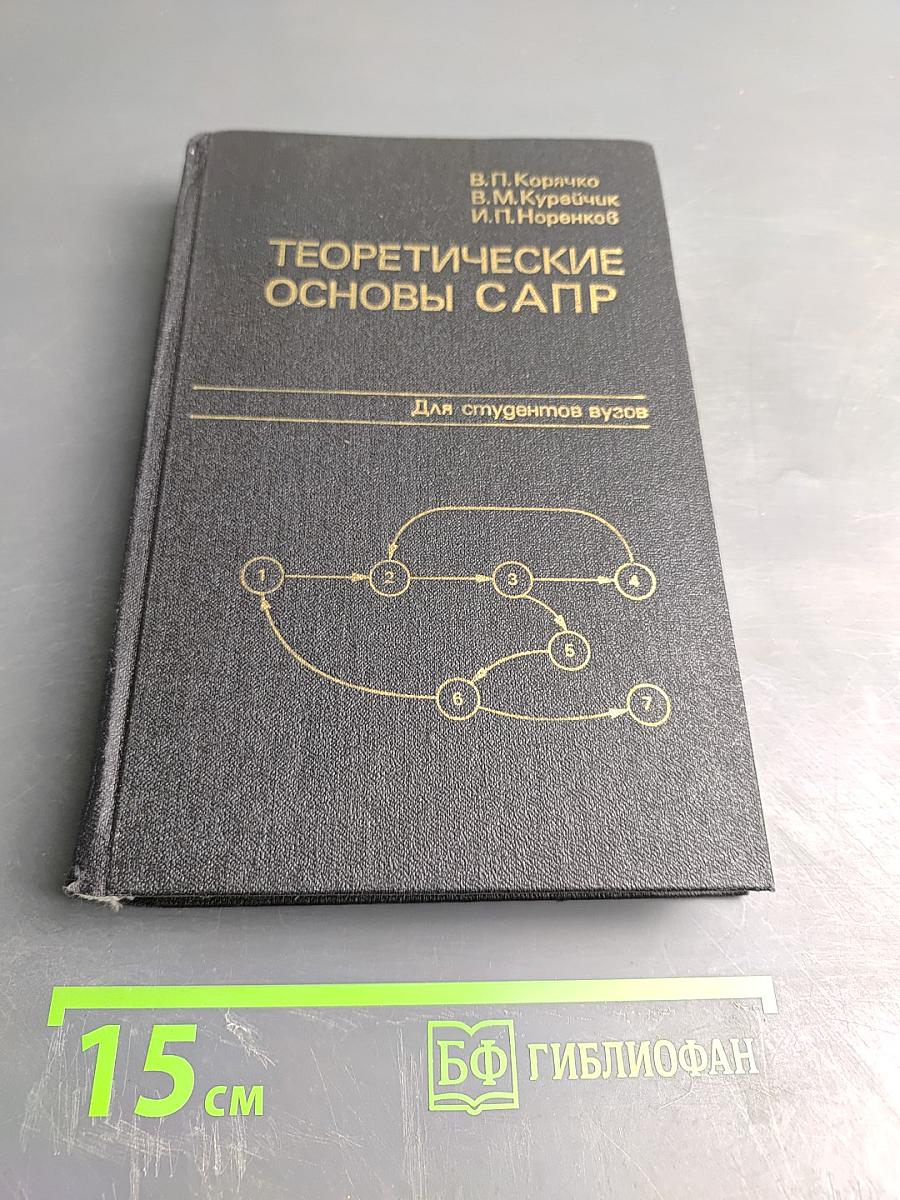 В.П.Корячко
В.М.Курейчик
И.П.Норенков
ТЕОРЕТИЧЕСКИЕ
ОСНОВЫ САПР
Для студентов вузов
1
2
3
4
5
6
7
15 см
БФ ГИБЛИОФАН